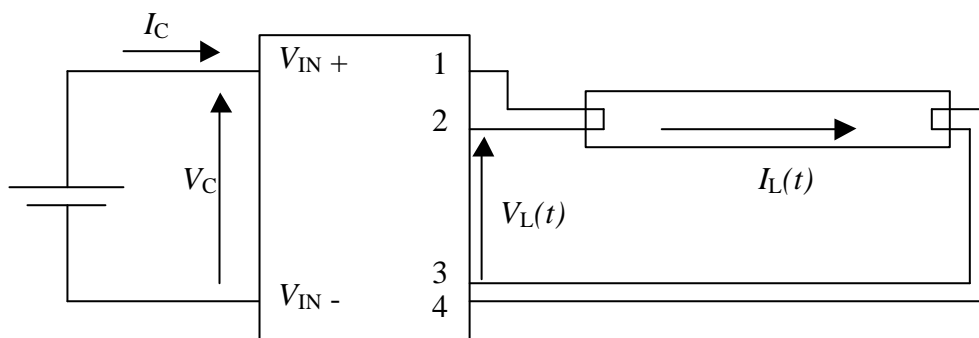 I_C
V_IN + 1
2
V_C
I_L(t)
V_L(t)
3
V_IN - 4